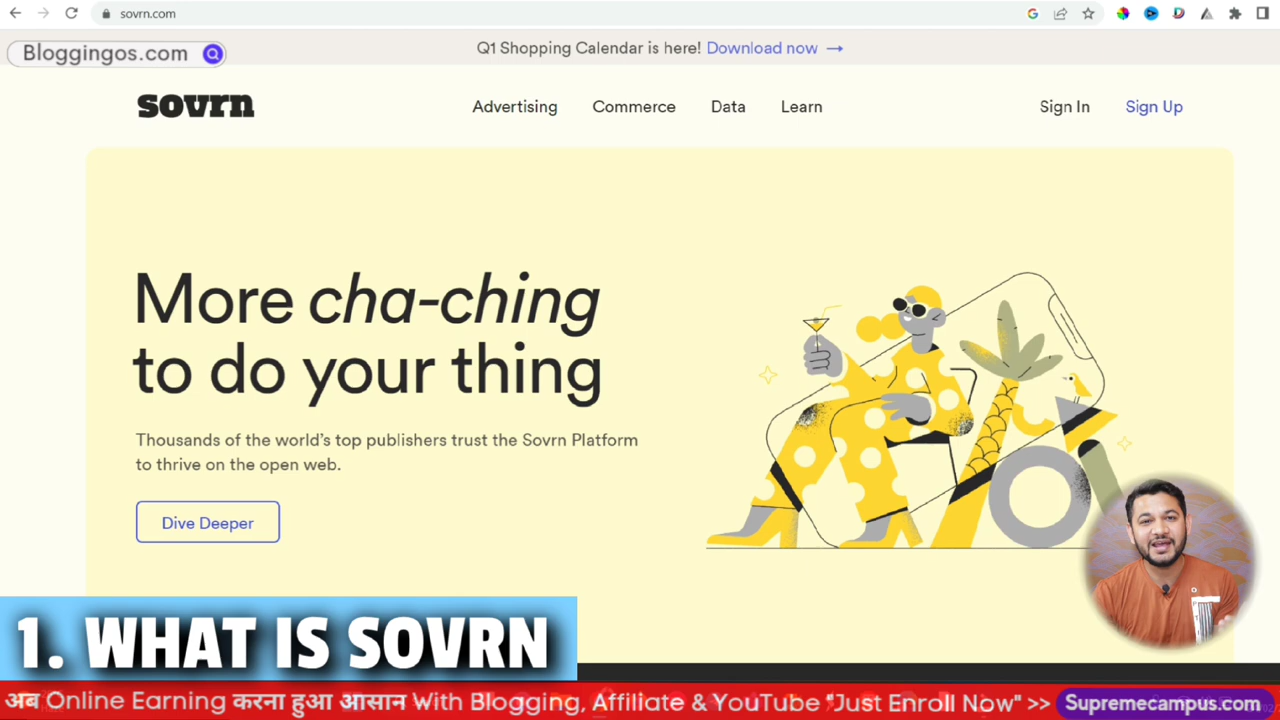 sovrn.com
Bloggingos.com
Q1 Shopping Calendar is here! Download now →
sovrn
Advertising Commerce Data Learn
Sign In Sign Up
More cha-ching
to do your thing
Thousands of the world's top publishers trust the Sovrn Platform
to thrive on the open web.
Dive Deeper
1. WHAT IS SOVRN
अब Online Earning करना हुआ आसान With Blogging, Affiliate & YouTube "Just Enroll Now" >> Supremecampus.com